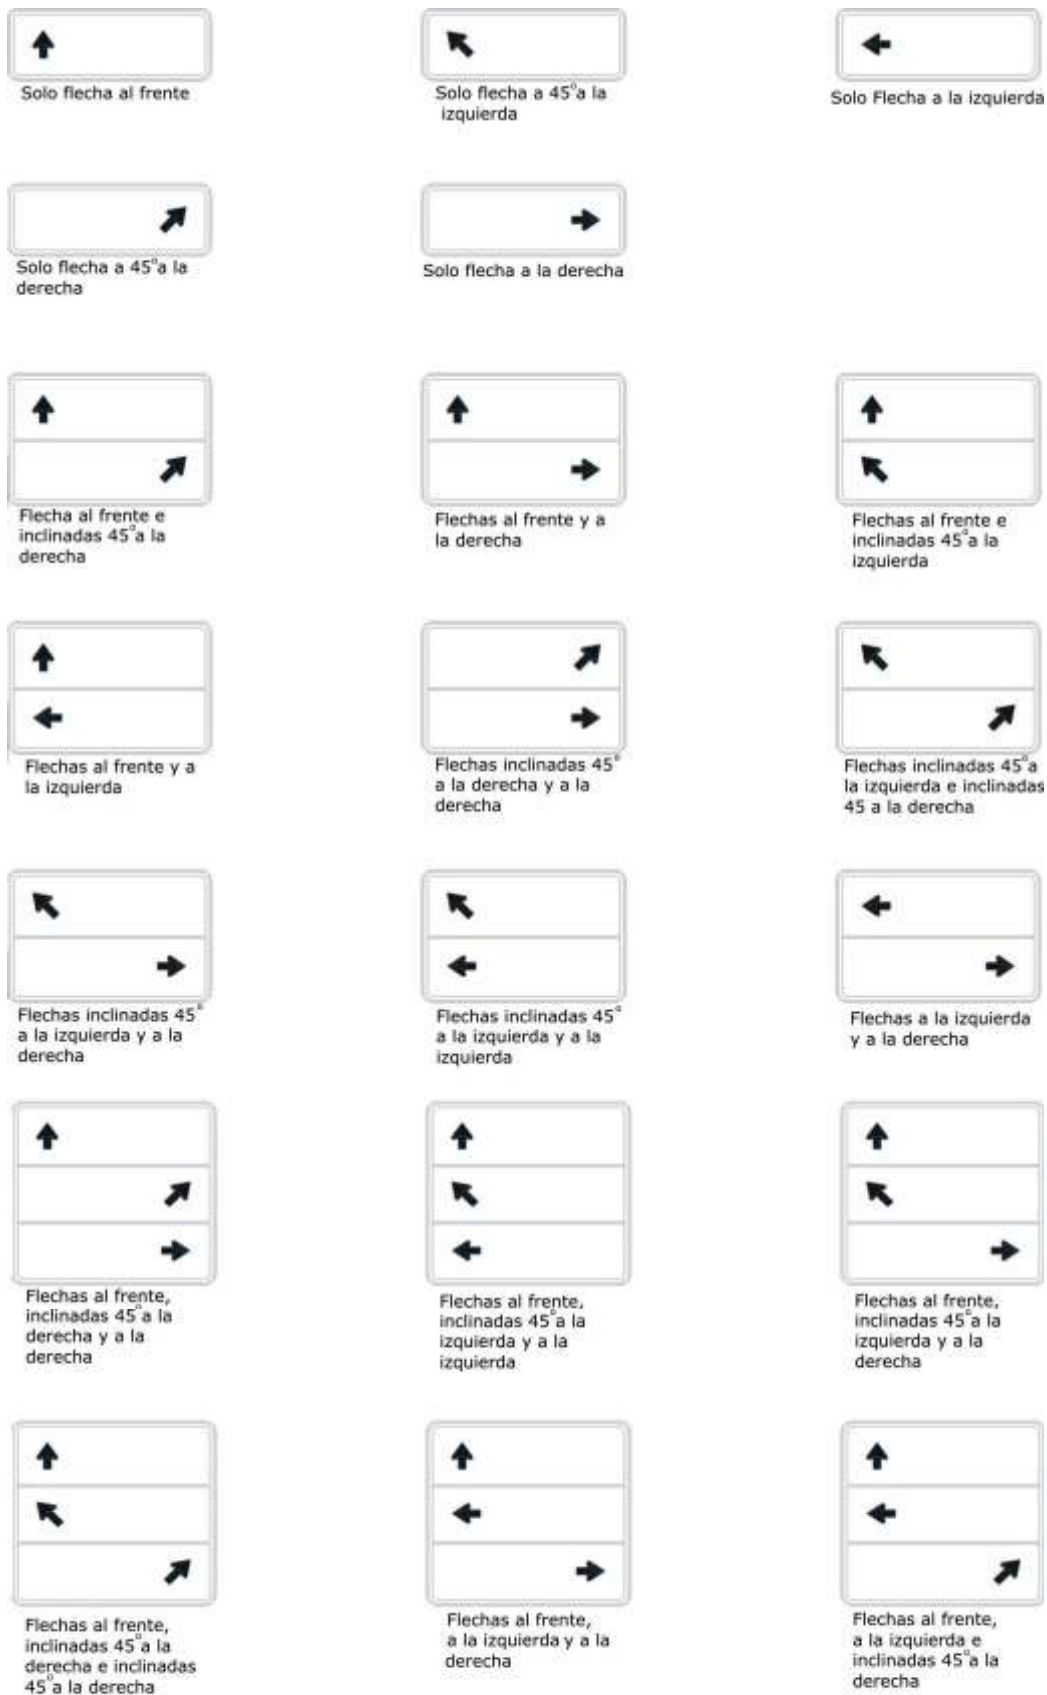 Solo flecha al frente
Solo flecha a 45°a la
izquierda
Solo Flecha a la izquierda
Solo flecha a 45°a la
derecha
Solo flecha a la derecha
Flecha al frente e
inclinadas 45°a la
derecha
Flechas al frente y a
la derecha
Flechas al frente e
inclinadas 45°a la
izquierda
Flechas al frente y a
la izquierda
Flechas inclinadas 45°
a la derecha y a la
derecha
Flechas inclinadas 45°a
la izquierda e inclinadas
45 a la derecha
Flechas inclinadas 45°
a la izquierda y a la
derecha
Flechas inclinadas 45°
a la izquierda y a la
izquierda
Flechas a la izquierda
y a la derecha
Flechas al frente,
inclinadas 45°a la
derecha y a la
derecha
Flechas al frente,
inclinadas 45°a la
izquierda y a la
izquierda
Flechas al frente,
inclinadas 45°a la
izquierda y a la
derecha
Flechas al frente,
inclinadas 45°a la
derecha e inclinadas
45°a la derecha
Flechas al frente,
a la izquierda y a la
derecha
Flechas al frente,
a la izquierda e
inclinadas 45°a la
derecha